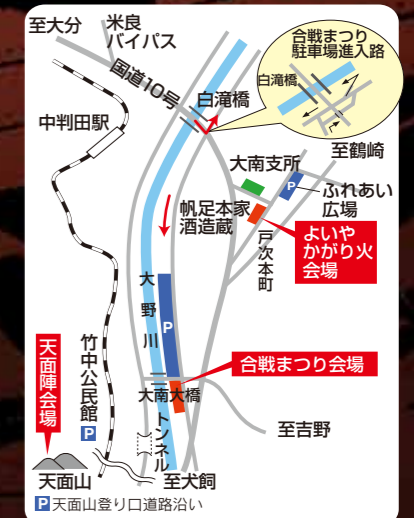 至大分
米良
バイパス
国道10号
白滝橋
中判田駅
合戦まつり
駐車場進入路
白滝橋
至鶴崎
大南支所
P
ふれあい
広場
帆足本家
酒造蔵
戸次本町
よいや
かがり火
会場
大野川
P
合戦まつり会場
大南大橋
天面陣会場
竹中公民館
P
トンネル
至吉野
天面山
至犬飼
P天面山登り口道路沿い